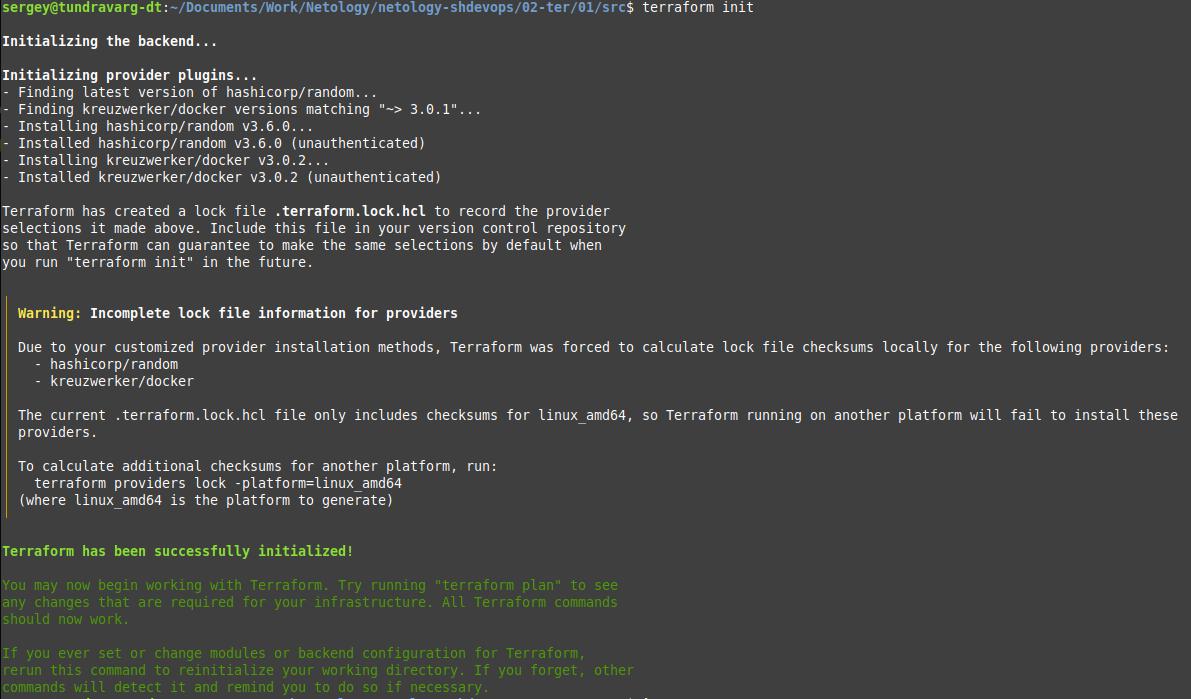 sergey@tundravarg-dt:~/Documents/Work/Netology/netology-shdevops/02-ter/01/src$ terraform init
Initializing the backend...
Initializing provider plugins...
- Finding latest version of hashicorp/random...
- Finding kreuzwerker/docker versions matching "~> 3.0.1"...
- Installing hashicorp/random v3.6.0...
- Installed hashicorp/random v3.6.0 (unauthenticated)
- Installing kreuzwerker/docker v3.0.2...
- Installed kreuzwerker/docker v3.0.2 (unauthenticated)
Terraform has created a lock file .terraform.lock.hcl to record the provider
selections it made above. Include this file in your version control repository
so that Terraform can guarantee to make the same selections by default when
you run "terraform init" in the future.
Warning: Incomplete lock file information for providers
Due to your customized provider installation methods, Terraform was forced to calculate lock file checksums locally for the following providers:
- hashicorp/random
- kreuzwerker/docker
The current .terraform.lock.hcl file only includes checksums for linux_amd64, so Terraform running on another platform will fail to install these
providers.
To calculate additional checksums for another platform, run:
terraform providers lock -platform=linux_amd64
(where linux_amd64 is the platform to generate)
Terraform has been successfully initialized!
You may now begin working with Terraform. Try running "terraform plan" to see
any changes that are required for your infrastructure. All Terraform commands
should now work.
If you ever set or change modules or backend configuration for Terraform,
rerun this command to reinitialize your working directory. If you forget, other
commands will detect it and remind you to do so if necessary.